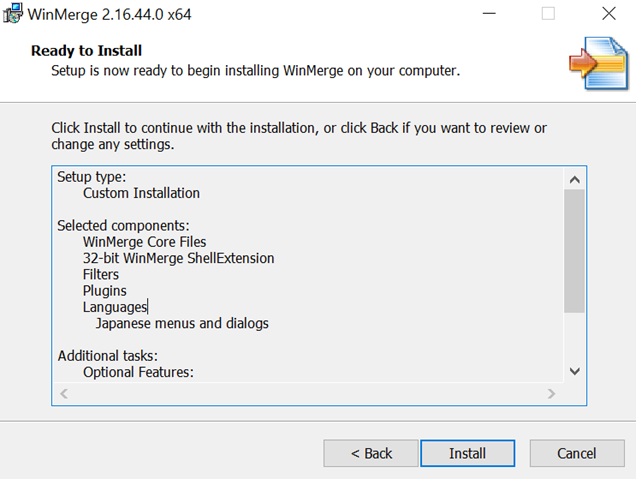 WinMerge 2.16.44.0 x64
Ready to Install
Setup is now ready to begin installing WinMerge on your computer.
Click Install to continue with the installation, or click Back if you want to review or
change any settings.
Setup type:
Custom Installation
Selected components:
WinMerge Core Files
32-bit WinMerge ShellExtension
Filters
Plugins
Languages
Japanese menus and dialogs
Additional tasks:
Optional Features:
< Back
Install
Cancel